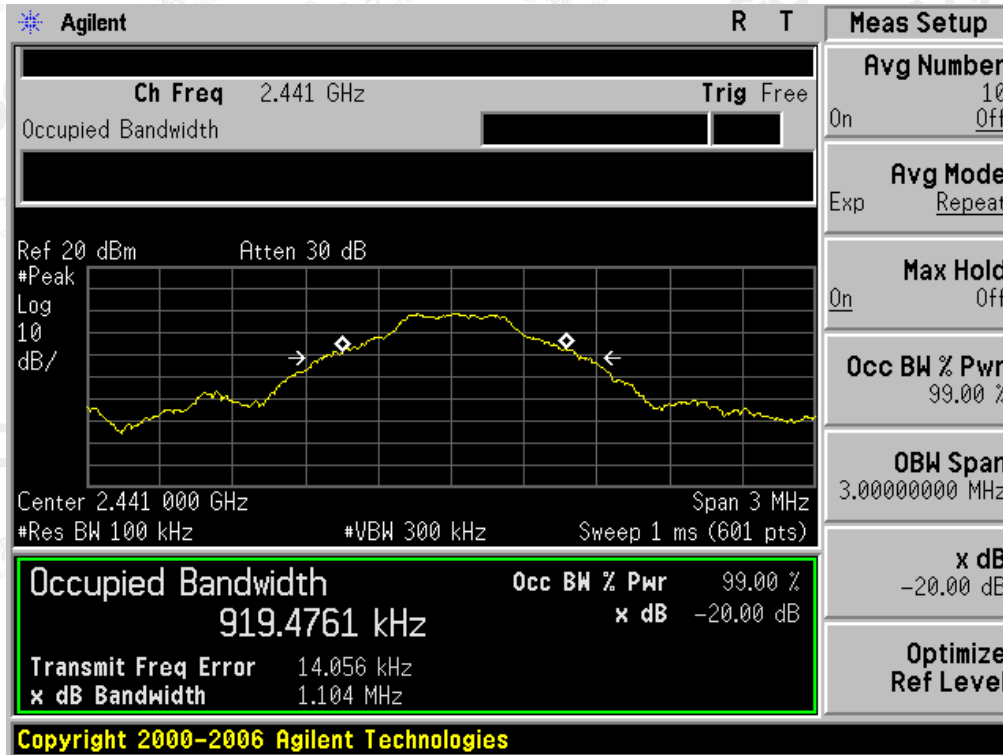 Agilent R T Meas Setup
Ch Freq 2.441 GHz Trig Free
Occupied Bandwidth
Ref 20 dBm Atten 30 dB
#Peak
Log
10
dB/
Center 2.441 000 GHz Span 3 MHz
#Res BW 100 kHz #VBW 300 kHz Sweep 1 ms (601 pts)
Occupied Bandwidth Occ BW % Pwr 99.00 %
919.4761 kHz x dB -20.00 dB
Transmit Freq Error 14.056 kHz
x dB Bandwidth 1.104 MHz
Copyright 2000-2006 Agilent Technologies
Avg Number
10
On Off
Avg Mode
Exp Repeat
Max Hold
On Off
Occ BW % Pwr
99.00 %
OBW Span
3.00000000 MHz
x dB
-20.00 dB
Optimize
Ref Level